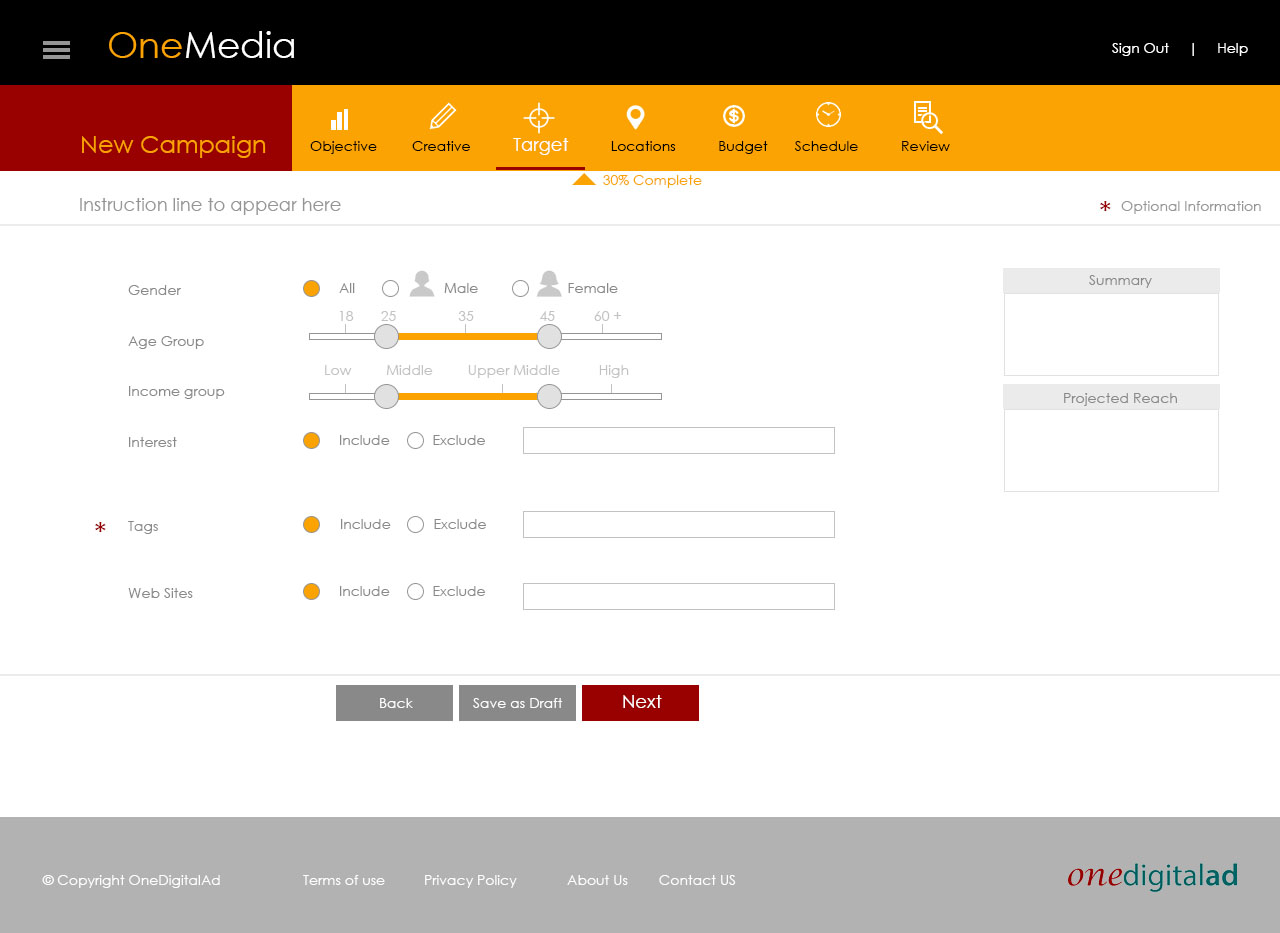 OneMedia
Sign Out | Help
New Campaign
Objective Creative Target Locations Budget Schedule Review
30% Complete
Instruction line to appear here
* Optional Information
Gender All Male Female
Summary
18 25 35 45 60 +
Age Group
Low Middle Upper Middle High
Income group
Projected Reach
Interest Include Exclude
* Tags Include Exclude
Web Sites Include Exclude
Back Save as Draft Next
© Copyright OneDigitalAd Terms of use Privacy Policy About Us Contact US
onedigitalad